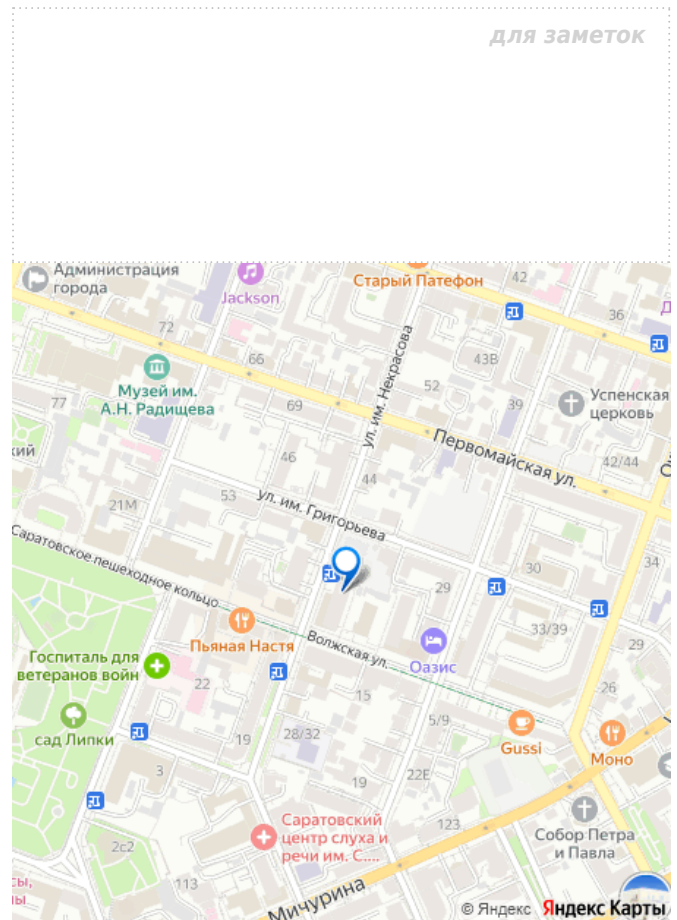 для заметок
Администрация
города
Jackson
Старый Патефон
42
36
72
66
43В
Музей им.
А.Н. Радищева
ул. им. Некрасова
52
Успенская
церковь
77
69
39
Первомайская ул.
кий
46
44
42/44
53
ул. им. Григорьева
21М
Саратовское пешеходное кольцо
30
34
29
33/39
Пьяная Настя
Волжская ул.
Оазис
29
Госпиталь для
ветеранов войн
22
15
26
сад Липки
19
28/32
5/9
Gussi
Моно
3
19
22Е
Саратовский
центр слуха и
речи им. С....
123
Собор Петра
и Павла
2с2
113
Мичурина
© Яндекс Яндекс Карты